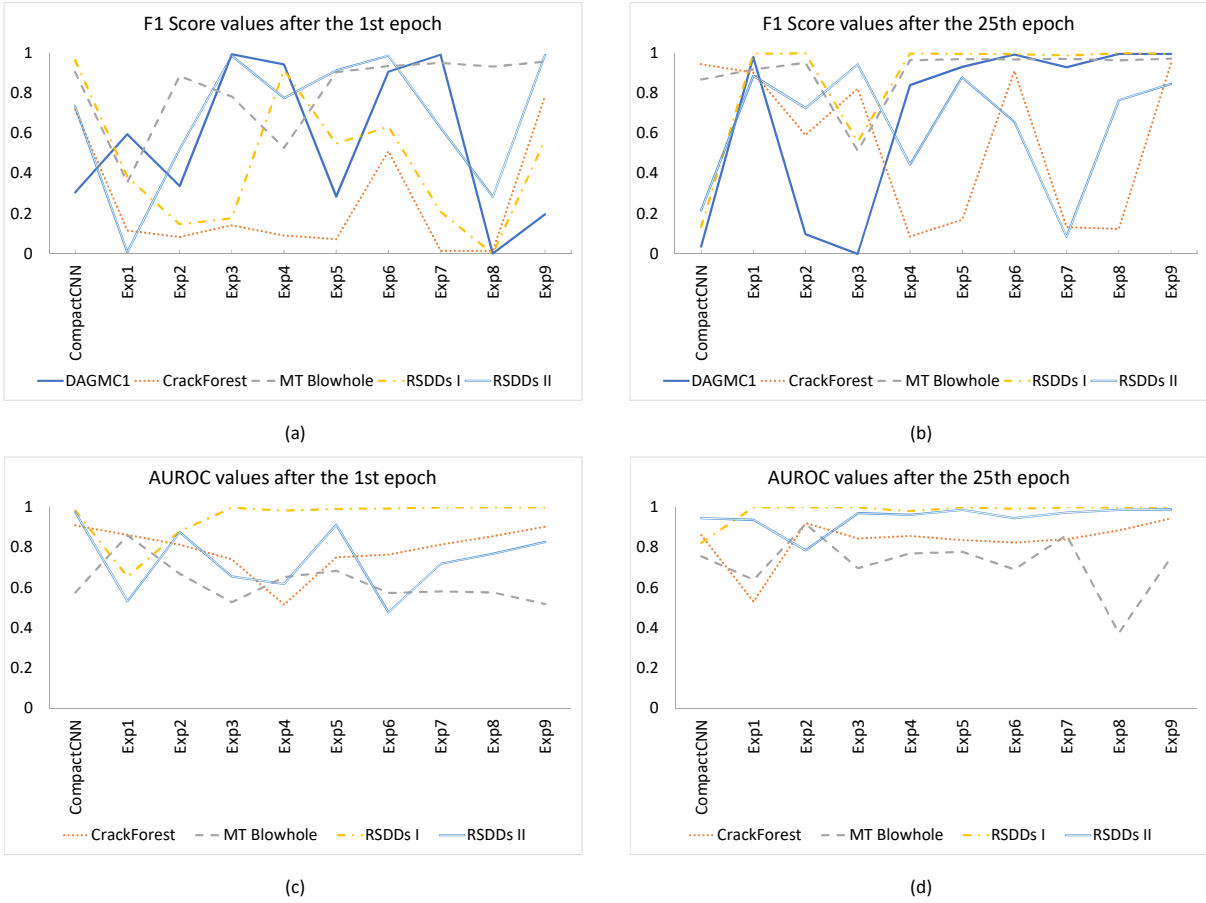 F1 Score values after the 1st epoch
1
0.8
0.6
0.4
0.2
0
CompactCNN
Exp1
Exp2
Exp3
Exp4
Exp5
Exp6
Exp7
Exp8
Exp9
DAGMC1 CrackForest MT Blowhole RSDDs I RSDDs II
(a)
F1 Score values after the 25th epoch
1
0.8
0.6
0.4
0.2
0
CompactCNN
Exp1
Exp2
Exp3
Exp4
Exp5
Exp6
Exp7
Exp8
Exp9
DAGMC1 CrackForest MT Blowhole RSDDs I RSDDs II
(b)
AUROC values after the 1st epoch
1
0.8
0.6
0.4
0.2
0
CompactCNN
Exp1
Exp2
Exp3
Exp4
Exp5
Exp6
Exp7
Exp8
Exp9
CrackForest MT Blowhole RSDDs I RSDDs II
(c)
AUROC values after the 25th epoch
1
0.8
0.6
0.4
0.2
0
CompactCNN
Exp1
Exp2
Exp3
Exp4
Exp5
Exp6
Exp7
Exp8
Exp9
CrackForest MT Blowhole RSDDs I RSDDs II
(d)